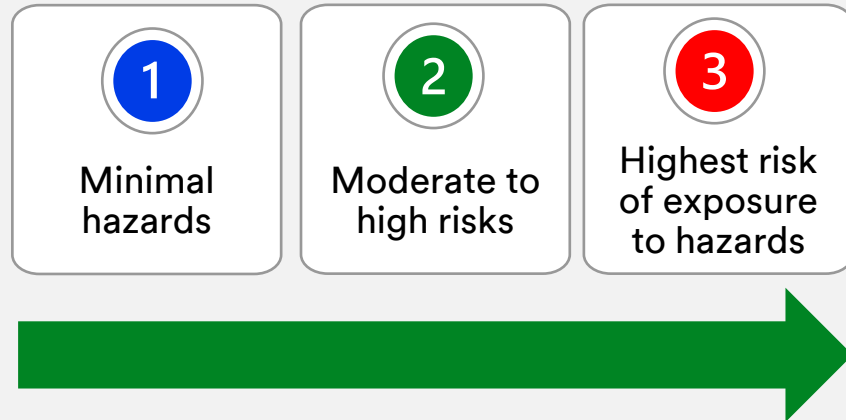 1
Minimal
hazards
2
Moderate to
high risks
3
Highest risk
of exposure
to hazards